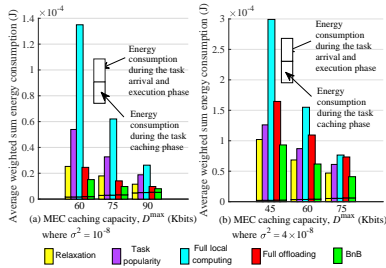 Average weighted sum energy consumption (J)
×10⁻⁴
1.4
1.2
1
0.8
0.6
0.4
0.2
0
Energy
consumption
during the task
arrival and
execution phase
Energy
consumption
during the task
caching phase
60 75 90
(a) MEC caching capacity, D^max (Kbits)
where σ² = 10⁻⁸
Average weighted sum energy consumption (J)
×10⁻⁴
3
2.5
2
1.5
1
0.5
0
Energy
consumption
during the task
arrival and
execution phase
Energy
consumption
during the task
caching phase
45 60 75
(b) MEC caching capacity, D^max (Kbits)
where σ² = 4×10⁻⁸
Relaxation
Task
popularity
Full local
computing
Full offloading
BnB